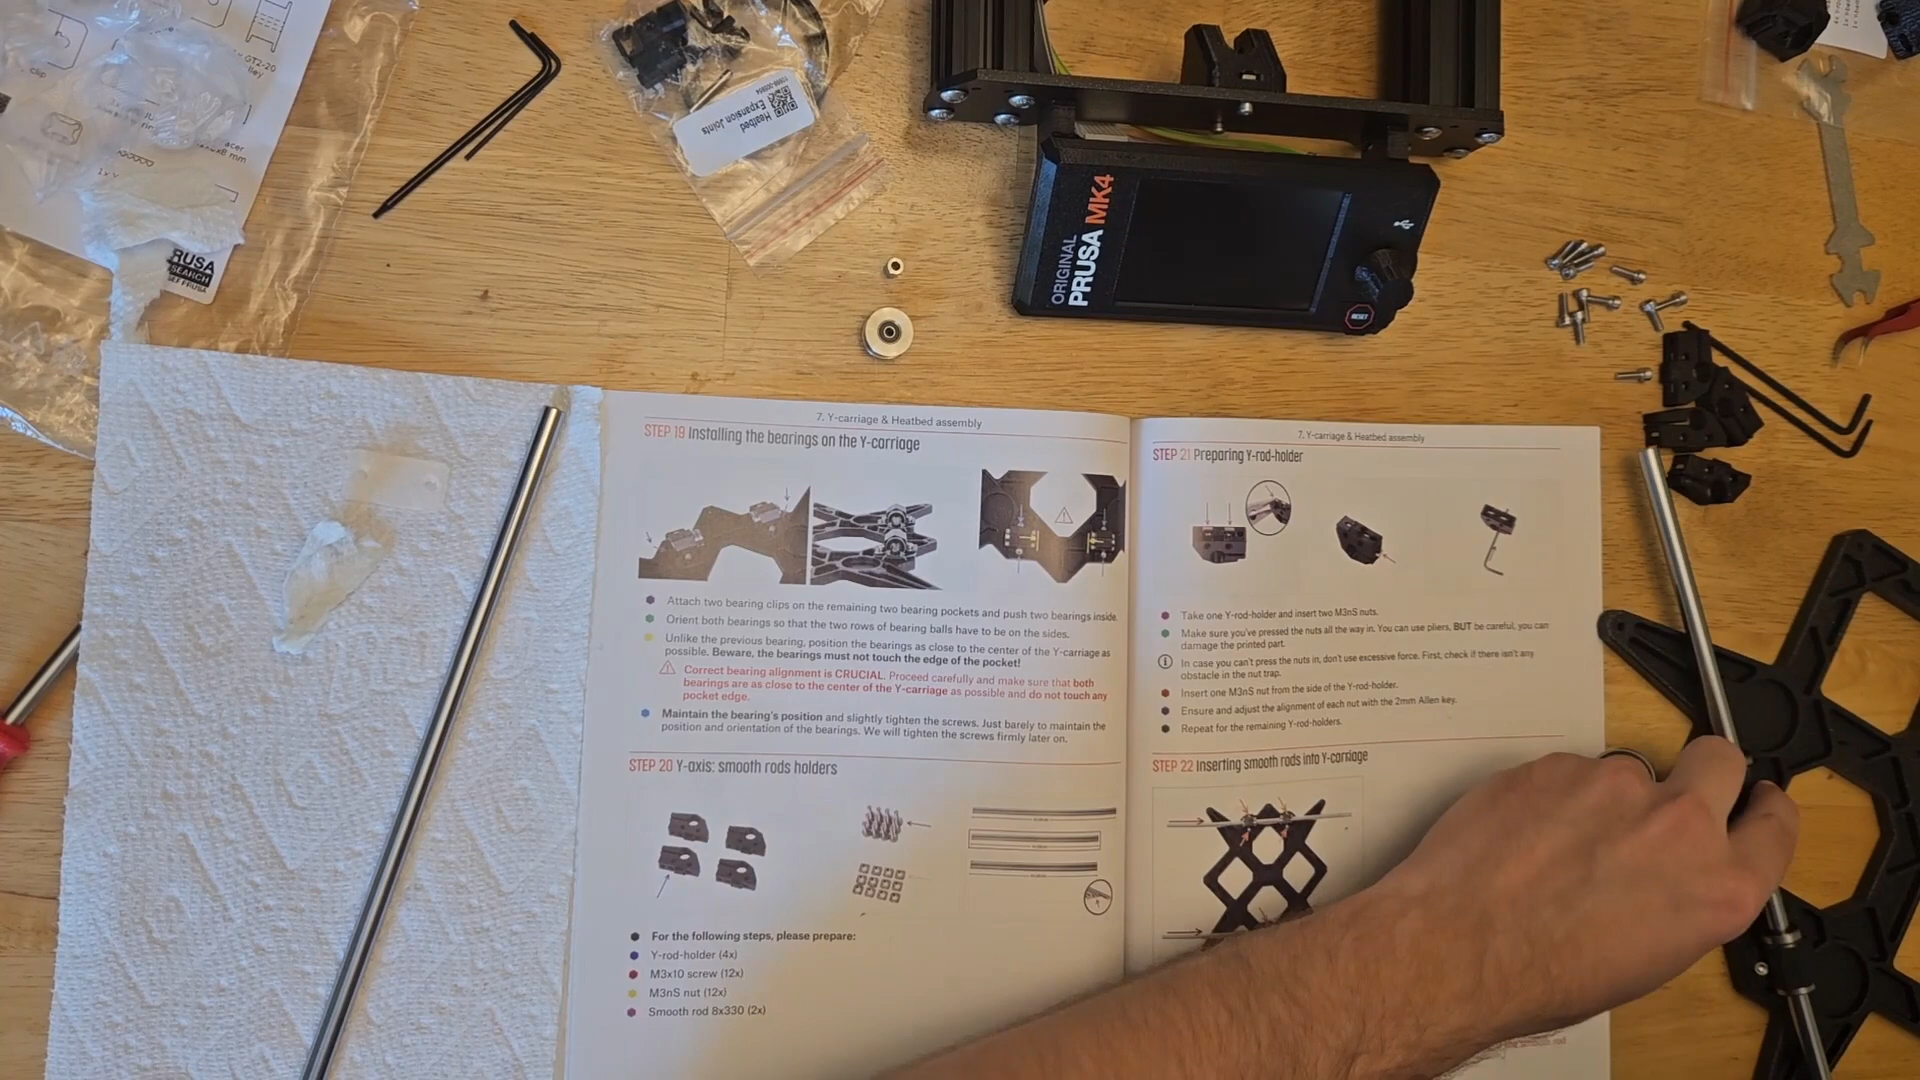 clip
1x GT2-20
acer
1x V
Heatbed
Expansion Joints
ORIGINAL
PRUSA MK4
RESET
7. Y-carriage & Heatbed assembly
STEP 19 Installing the bearings on the Y-carriage
Attach two bearing clips on the remaining two bearing pockets and push two bearings inside.
Orient both bearings so that the two rows of bearing balls have to be on the sides.
Unlike the previous bearing, position the bearings as close to the center of the Y-carriage as
possible. Beware, the bearings must not touch the edge of the pocket!
Correct bearing alignment is CRUCIAL. Proceed carefully and make sure that both
bearings are as close to the center of the Y-carriage as possible and do not touch any
pocket edge.
Maintain the bearing's position and slightly tighten the screws. Just barely to maintain the
position and orientation of the bearings. We will tighten the screws firmly later on.
STEP 20 Y-axis: smooth rods holders
For the following steps, please prepare:
Y-rod-holder (4x)
M3x10 screw (12x)
M3nS nut (12x)
Smooth rod 8x330 (2x)
7. Y-carriage & Heatbed assembly
STEP 21 Preparing Y-rod-holder
Take one Y-rod-holder and insert two M3nS nuts.
Make sure you've pressed the nuts all the way in. You can use pliers, BUT be careful, you can
damage the printed part.
In case you can't press the nuts in, don't use excessive force. First, check if there isn't any
obstacle in the nut trap.
Insert one M3nS nut from the side of the Y-rod-holder.
Ensure and adjust the alignment of each nut with the 2mm Allen key.
Repeat for the remaining Y-rod-holders.
STEP 22 Inserting smooth rods into Y-carriage